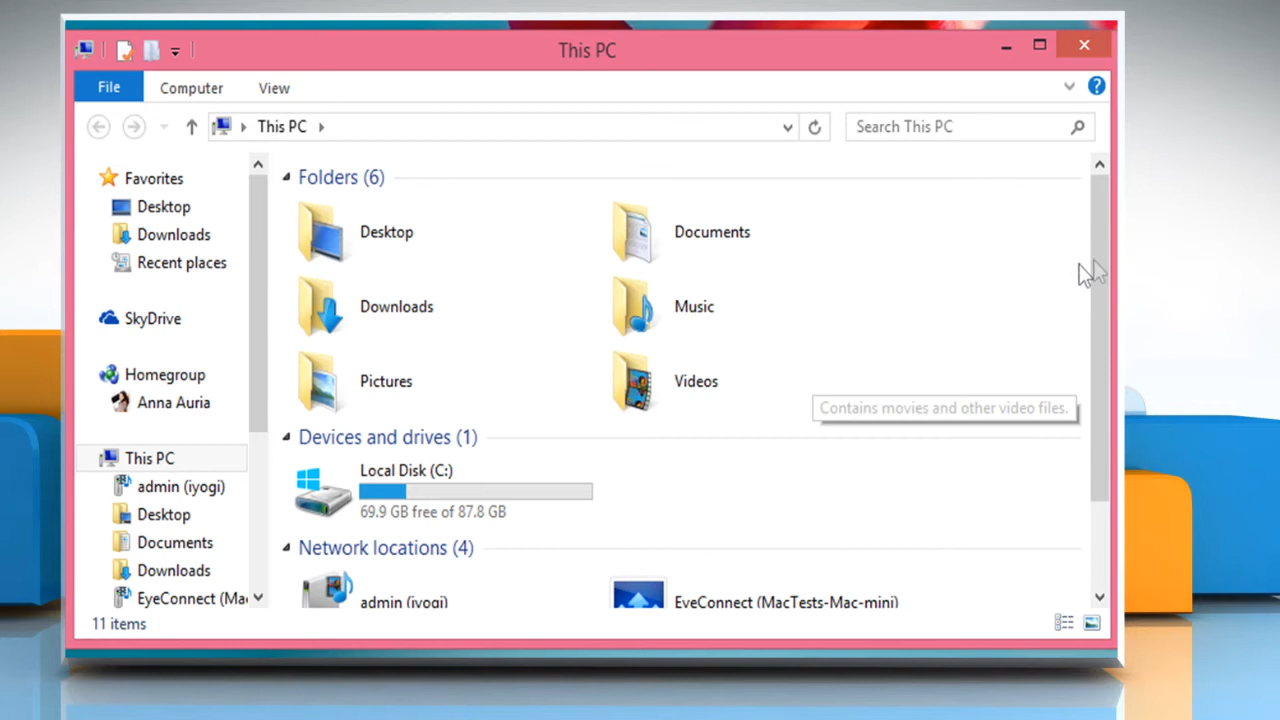 This PC
File
Computer
View
This PC
Search This PC
Favorites
Desktop
Downloads
Recent places
SkyDrive
Homegroup
Anna Auria
This PC
admin (iyogi)
Desktop
Documents
Downloads
EyeConnect (Mac
Folders (6)
Desktop
Documents
Downloads
Music
Pictures
Videos
Contains movies and other video files.
Devices and drives (1)
Local Disk (C:)
69.9 GB free of 87.8 GB
Network locations (4)
admin (iyogi)
EyeConnect (MacTests-Mac-mini)
11 items